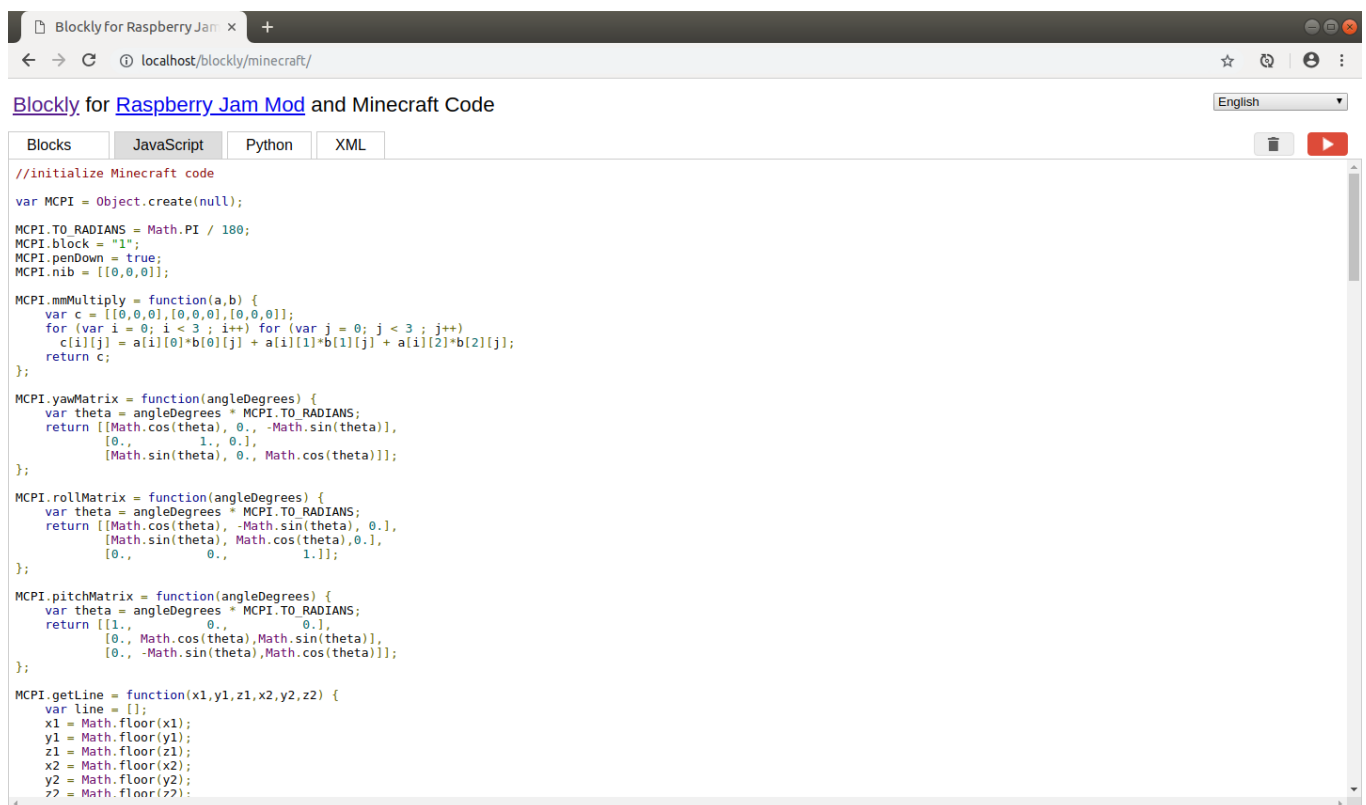 Blockly for Raspberry Jam
localhost/blockly/minecraft/
Blockly for Raspberry Jam Mod and Minecraft Code
English
Blocks JavaScript Python XML
//initialize Minecraft code
var MCPI = Object.create(null);
MCPI.TO_RADIANS = Math.PI / 180;
MCPI.block = "1";
MCPI.penDown = true;
MCPI.nib = [[0,0,0]];
MCPI.mmMultiply = function(a,b) {
    var c = [[0,0,0],[0,0,0],[0,0,0]];
    for (var i = 0; i < 3 ; i++) for (var j = 0; j < 3 ; j++)
      c[i][j] = a[i][0]*b[0][j] + a[i][1]*b[1][j] + a[i][2]*b[2][j];
    return c;
};
MCPI.yawMatrix = function(angleDegrees) {
    var theta = angleDegrees * MCPI.TO_RADIANS;
    return [[Math.cos(theta), 0., -Math.sin(theta)],
            [0.,         1., 0.],
            [Math.sin(theta), 0., Math.cos(theta)]];
};
MCPI.rollMatrix = function(angleDegrees) {
    var theta = angleDegrees * MCPI.TO_RADIANS;
    return [[Math.cos(theta), -Math.sin(theta), 0.],
            [Math.sin(theta), Math.cos(theta),0.],
            [0.,          0.,          1.]];
};
MCPI.pitchMatrix = function(angleDegrees) {
    var theta = angleDegrees * MCPI.TO_RADIANS;
    return [[1.,          0.,          0.],
            [0., Math.cos(theta),Math.sin(theta)],
            [0., -Math.sin(theta),Math.cos(theta)]];
};
MCPI.getLine = function(x1,y1,z1,x2,y2,z2) {
    var line = [];
    x1 = Math.floor(x1);
    y1 = Math.floor(y1);
    z1 = Math.floor(z1);
    x2 = Math.floor(x2);
    y2 = Math.floor(y2);
    z2 = Math.floor(z2);